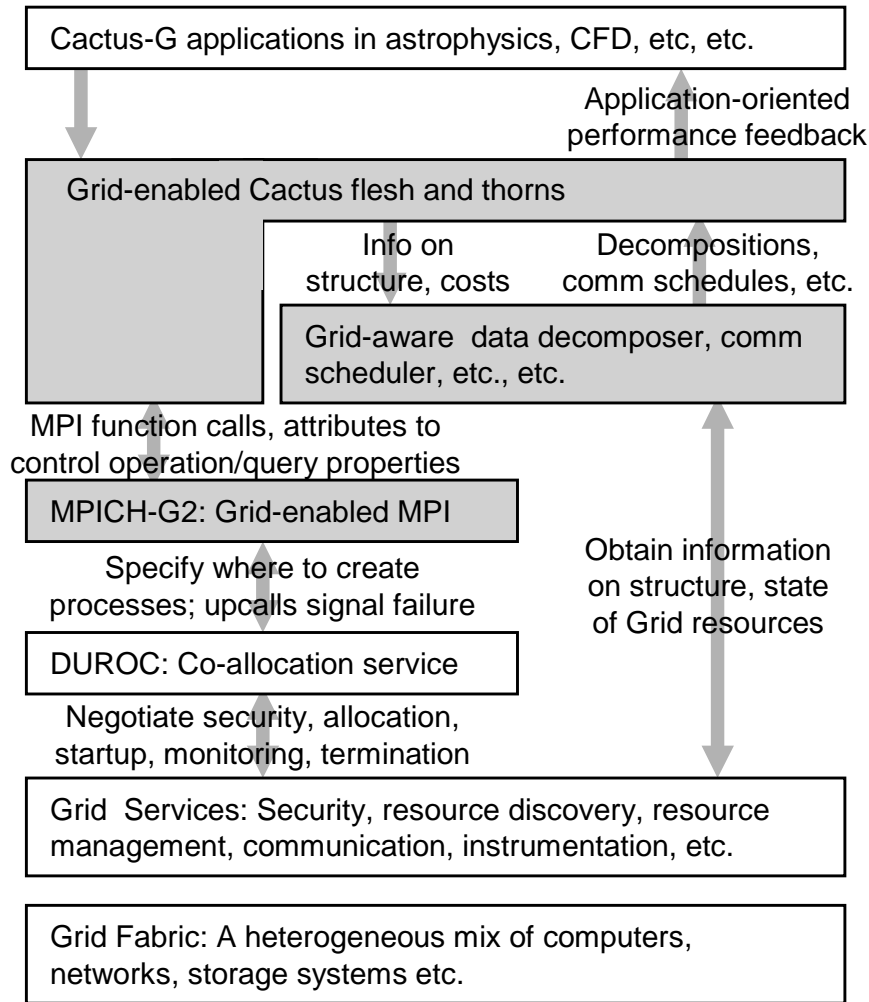 Cactus-G applications in astrophysics, CFD, etc, etc.
Application-oriented
performance feedback
Grid-enabled Cactus flesh and thorns
Info on
structure, costs
Decompositions,
comm schedules, etc.
Grid-aware data decomposer, comm
scheduler, etc., etc.
MPI function calls, attributes to
control operation/query properties
MPICH-G2: Grid-enabled MPI
Specify where to create
processes; upcalls signal failure
Obtain information
on structure, state
of Grid resources
DUROC: Co-allocation service
Negotiate security, allocation,
startup, monitoring, termination
Grid Services: Security, resource discovery, resource
management, communication, instrumentation, etc.
Grid Fabric: A heterogeneous mix of computers,
networks, storage systems etc.